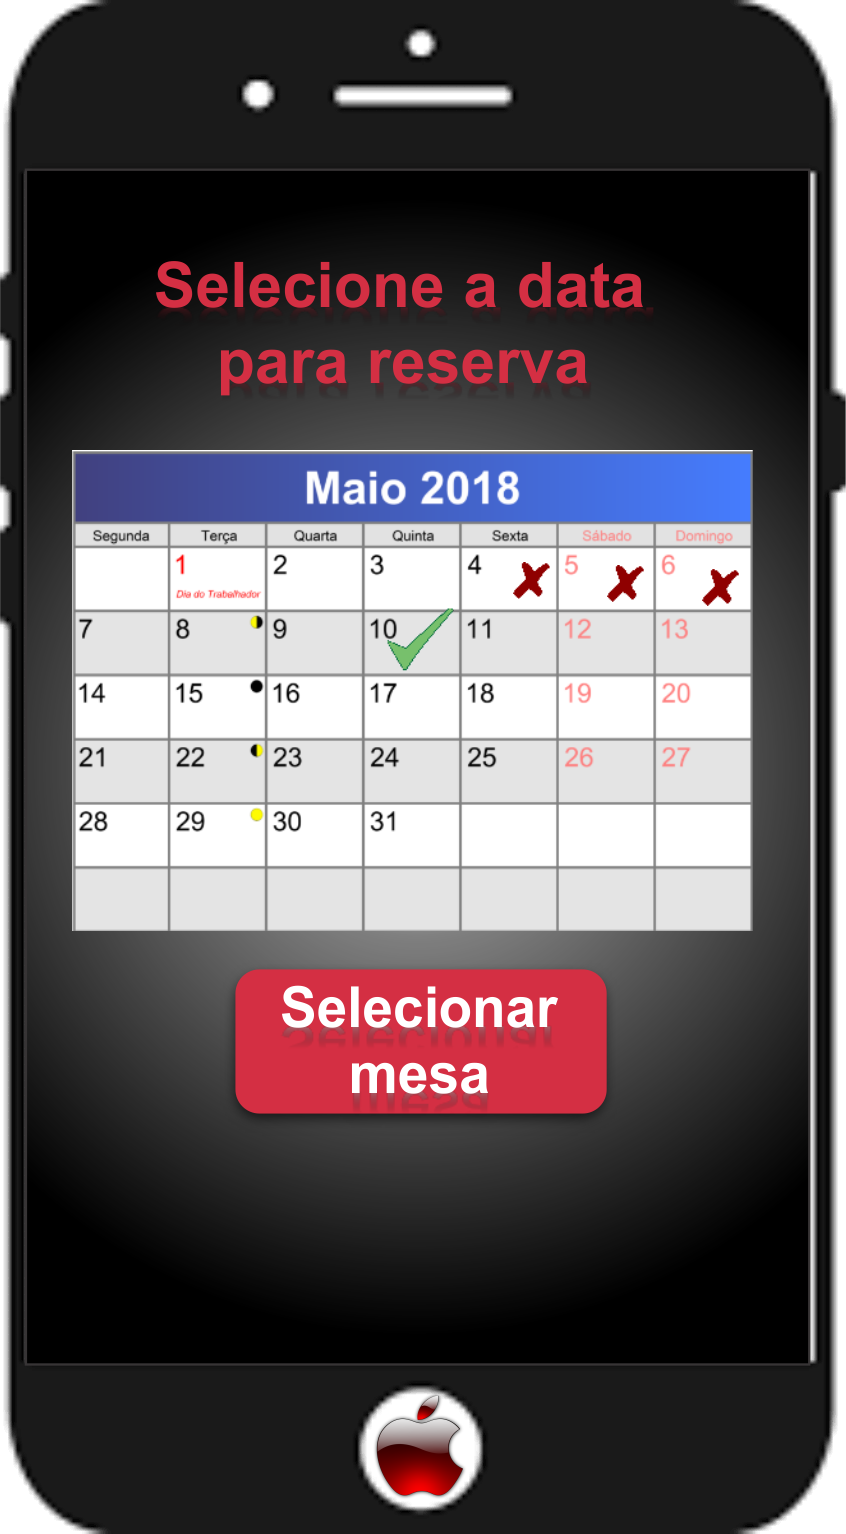 Selecione a data
para reserva
Maio 2018
Segunda Terça Quarta Quinta Sexta Sábado Domingo
1 2 3 4 5 6
Dia do Trabalhador
7 8 9 10 11 12 13
14 15 16 17 18 19 20
21 22 23 24 25 26 27
28 29 30 31
Selecionar
mesa